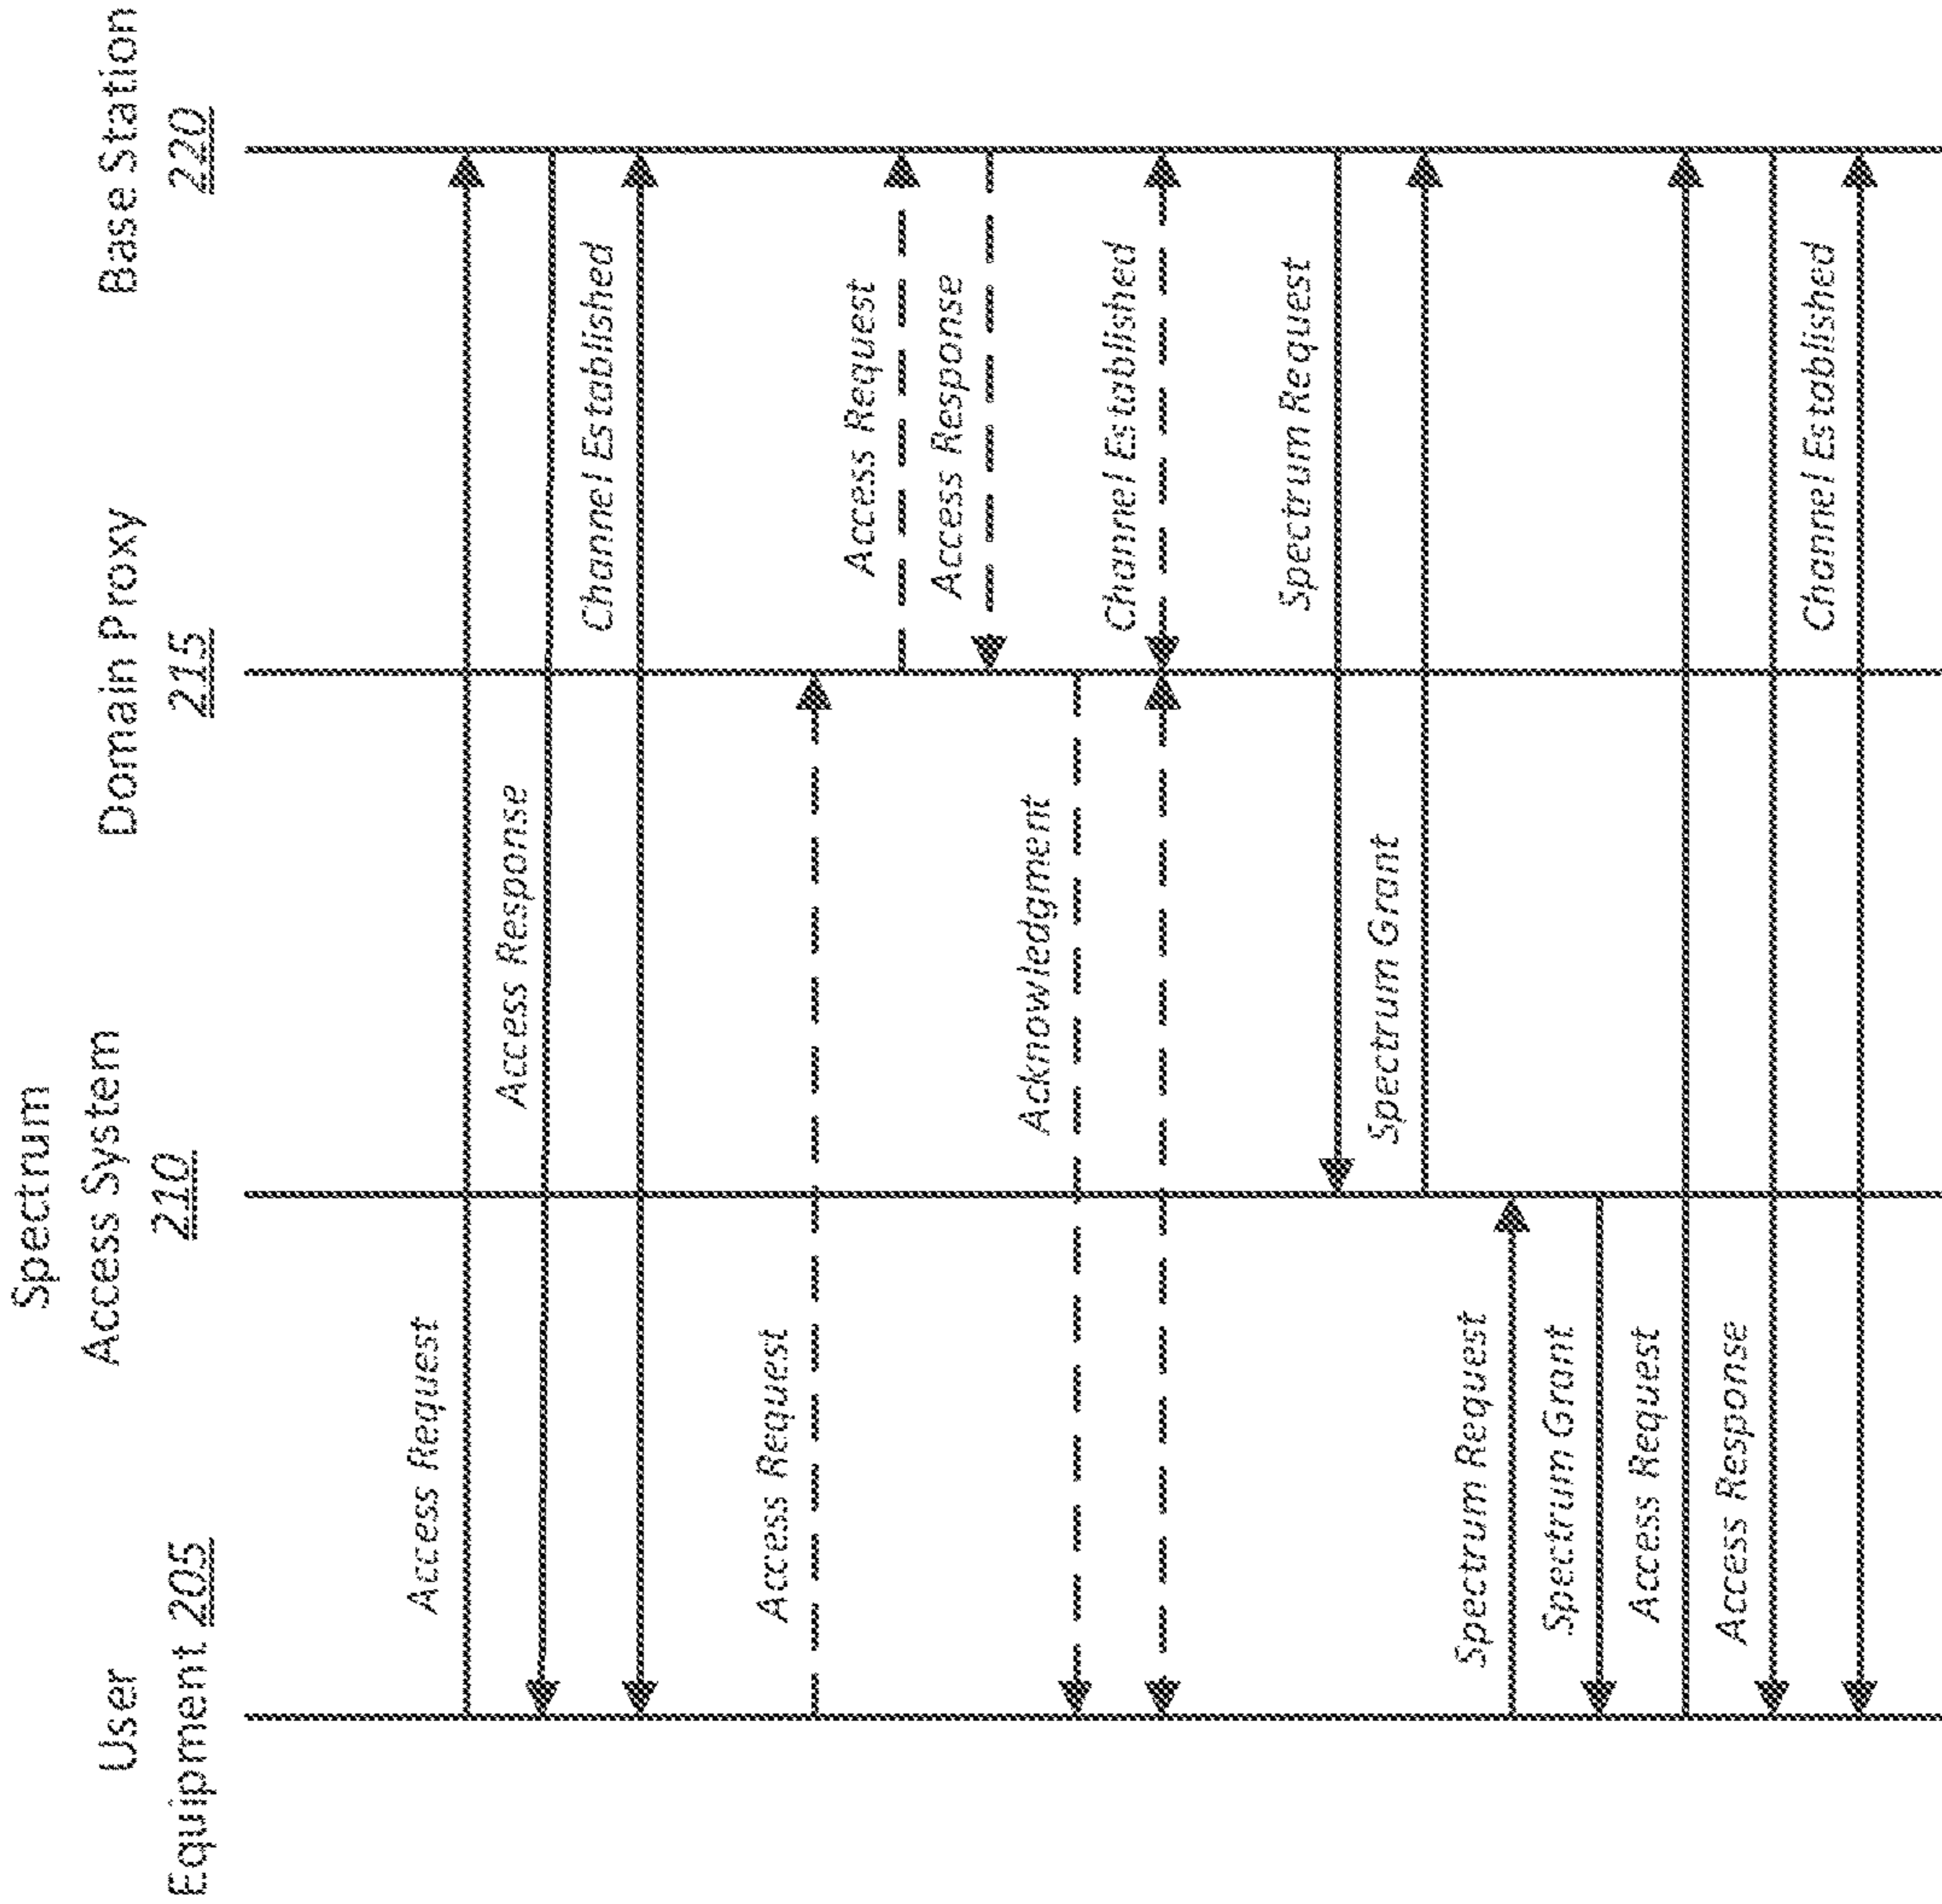 User
Equipment 205
Spectrum
Access System
210
Domain Proxy
215
Base Station
220
Access Request
Access Response
Channel Established
Access Request
Access Request
Access Response
Acknowledgment
Channel Established
Spectrum Request
Spectrum Grant
Spectrum Request
Spectrum Grant
Access Request
Access Response
Channel Established